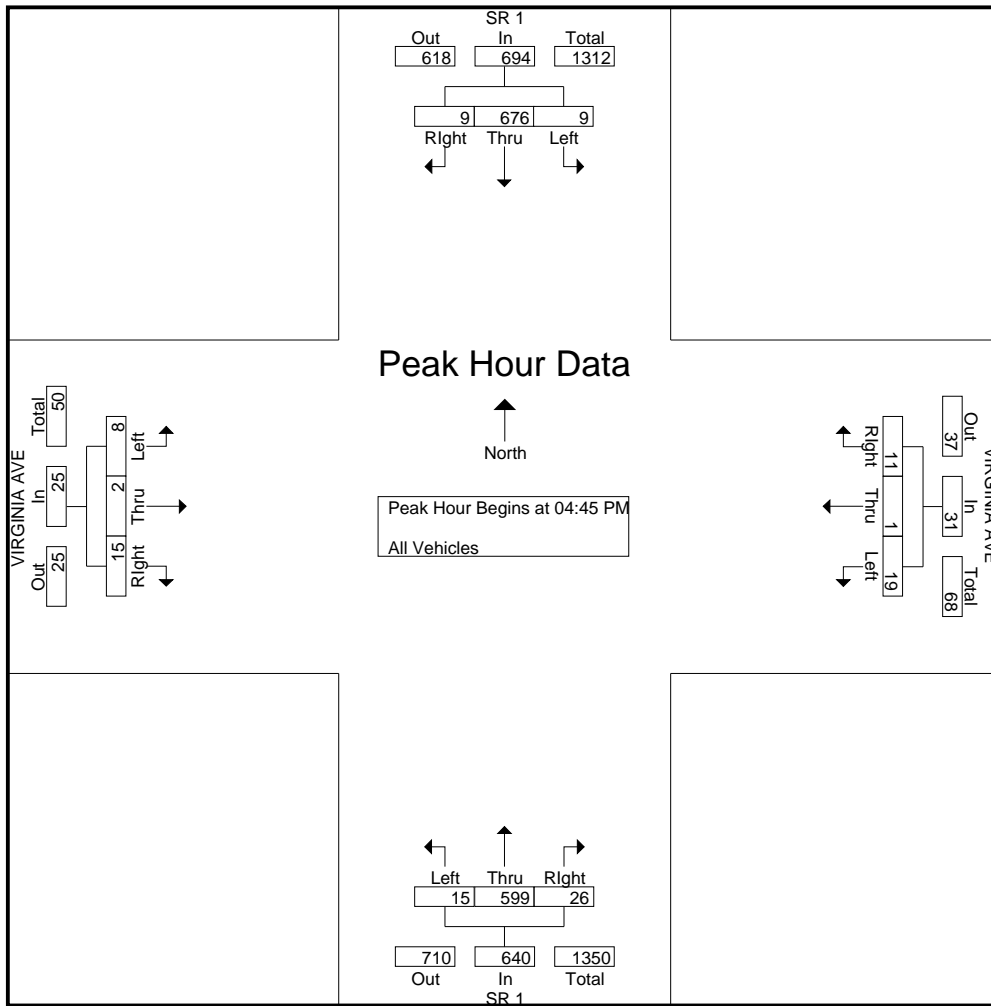 SR 1
Out In Total
618 694 1312
9 676 9
RIght Thru Left
Peak Hour Data
North
Peak Hour Begins at 04:45 PM
All Vehicles
VIRGINIA AVE
Total In Out
50 25 25
8 2 15
Left Thru RIght
VIRGINIA AVE
Out In Total
37 31 68
11 1 19
RIght Thru Left
Left Thru RIght
15 599 26
710 640 1350
Out In Total
SR 1